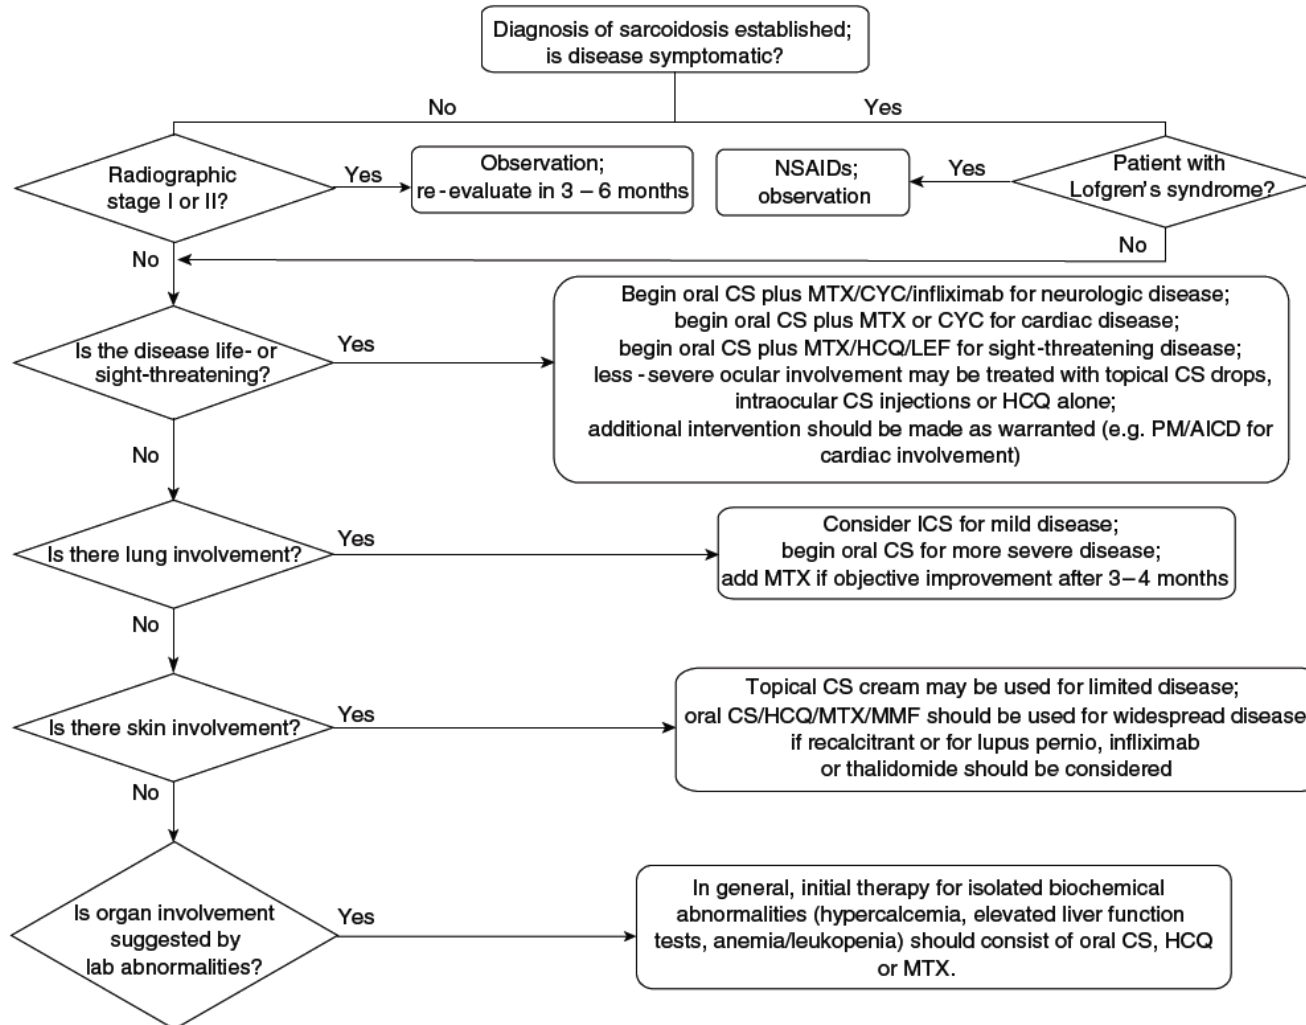 Diagnosis of sarcoidosis established;
is disease symptomatic?
No
Yes
Radiographic
stage I or II?
Yes
Observation;
re-evaluate in 3 – 6 months
NSAIDs;
observation
Yes
Patient with
Lofgren's syndrome?
No
No
Is the disease life- or
sight-threatening?
Yes
Begin oral CS plus MTX/CYC/infliximab for neurologic disease;
begin oral CS plus MTX or CYC for cardiac disease;
begin oral CS plus MTX/HCQ/LEF for sight-threatening disease;
less-severe ocular involvement may be treated with topical CS drops,
intraocular CS injections or HCQ alone;
additional intervention should be made as warranted (e.g. PM/AICD for
cardiac involvement)
No
Is there lung involvement?
Yes
Consider ICS for mild disease;
begin oral CS for more severe disease;
add MTX if objective improvement after 3–4 months
No
Is there skin involvement?
Yes
Topical CS cream may be used for limited disease;
oral CS/HCQ/MTX/MMF should be used for widespread disease
if recalcitrant or for lupus pernio, infliximab
or thalidomide should be considered
No
Is organ involvement
suggested by
lab abnormalities?
Yes
In general, initial therapy for isolated biochemical
abnormalities (hypercalcemia, elevated liver function
tests, anemia/leukopenia) should consist of oral CS, HCQ
or MTX.